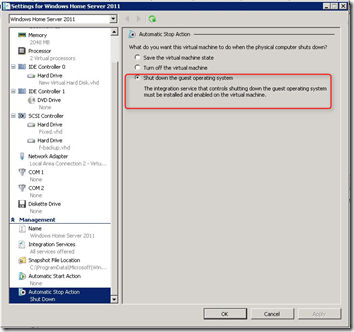 Settings for Windows Home Server 2011
Windows Home Server 2011
Memory
2048 MB
Processor
2 Virtual processors
IDE Controller 0
Hard Drive
New Virtual Hard Disk.vhd
IDE Controller 1
DVD Drive
None
SCSI Controller
Hard Drive
Fixed.vhd
Hard Drive
f-backup.vhd
Network Adapter
Local Area Connection 2 - Virtu...
COM 1
None
COM 2
None
Diskette Drive
None
Management
Name
Windows Home Server 2011
Integration Services
All services offered
Snapshot File Location
C:\ProgramData\Microsoft\Win...
Automatic Start Action
None
Automatic Stop Action
Shut Down
Automatic Stop Action
What do you want this virtual machine to do when the physical computer shuts down?
Save the virtual machine state
Turn off the virtual machine
Shut down the guest operating system
The integration service that controls shutting down the guest operating system
must be installed and enabled on the virtual machine.
OK
Cancel
Apply